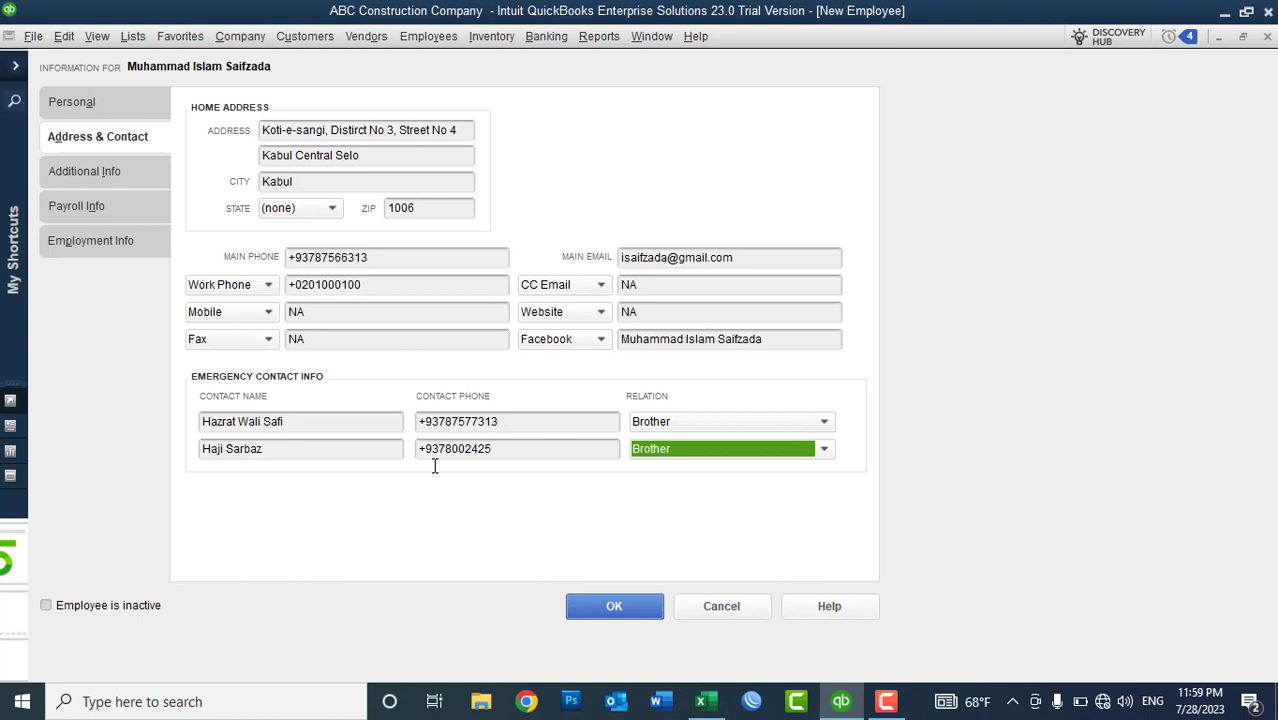 ABC Construction Company - Intuit QuickBooks Enterprise Solutions 23.0 Trial Version - [New Employee]
File Edit View Lists Favorites Company Customers Vendors Employees Inventory Banking Reports Window Help
DISCOVERY
HUB
4
INFORMATION FOR Muhammad Islam Saifzada
Personal
Address & Contact
Additional Info
Payroll Info
Employment Info
My Shortcuts
HOME ADDRESS
ADDRESS Koti-e-sangi, Distirct No 3, Street No 4
Kabul Central Selo
CITY Kabul
STATE (none) ZIP 1006
MAIN PHONE +93787566313 MAIN EMAIL isaifzada@gmail.com
Work Phone +0201000100 CC Email NA
Mobile NA Website NA
Fax NA Facebook Muhammad Islam Saifzada
EMERGENCY CONTACT INFO
CONTACT NAME CONTACT PHONE RELATION
Hazrat Wali Safi +93787577313 Brother
Haji Sarbaz +9378002425 Brother
Employee is inactive
OK Cancel Help
Type here to search
68°F
ENG
11:59 PM
7/28/2023
2